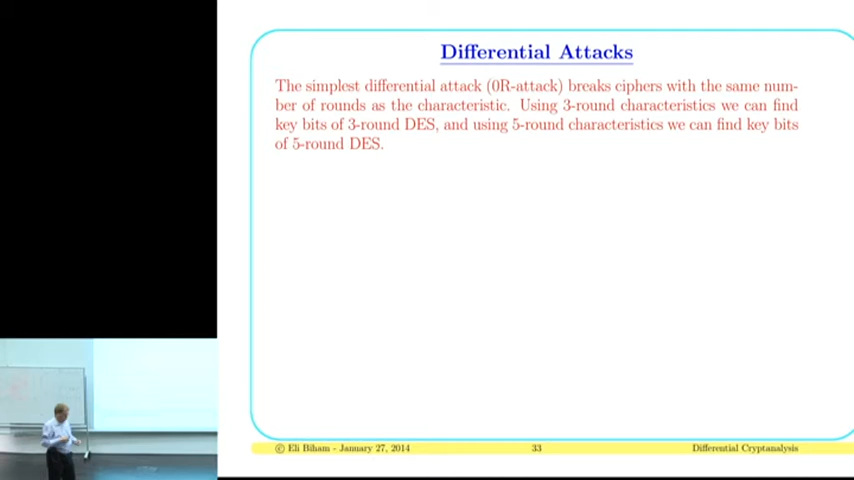 Differential Attacks
The simplest differential attack (0R-attack) breaks ciphers with the same num-
ber of rounds as the characteristic. Using 3-round characteristics we can find
key bits of 3-round DES, and using 5-round characteristics we can find key bits
of 5-round DES.
© Eli Biham - January 27, 2014 33 Differential Cryptanalysis